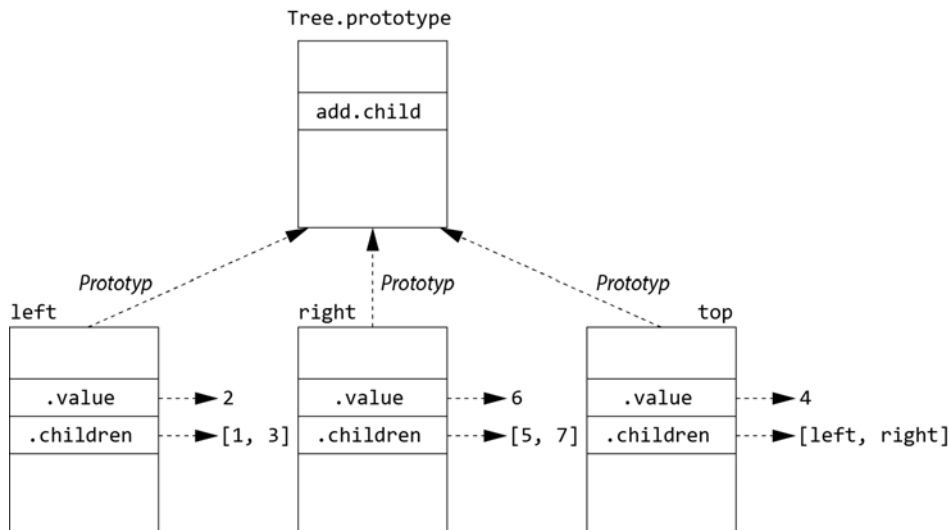 Tree.prototype
add.child
Prototyp
Prototyp
Prototyp
left
right
top
.value
2
.value
6
.value
4
.children
[1, 3]
.children
[5, 7]
.children
[left, right]